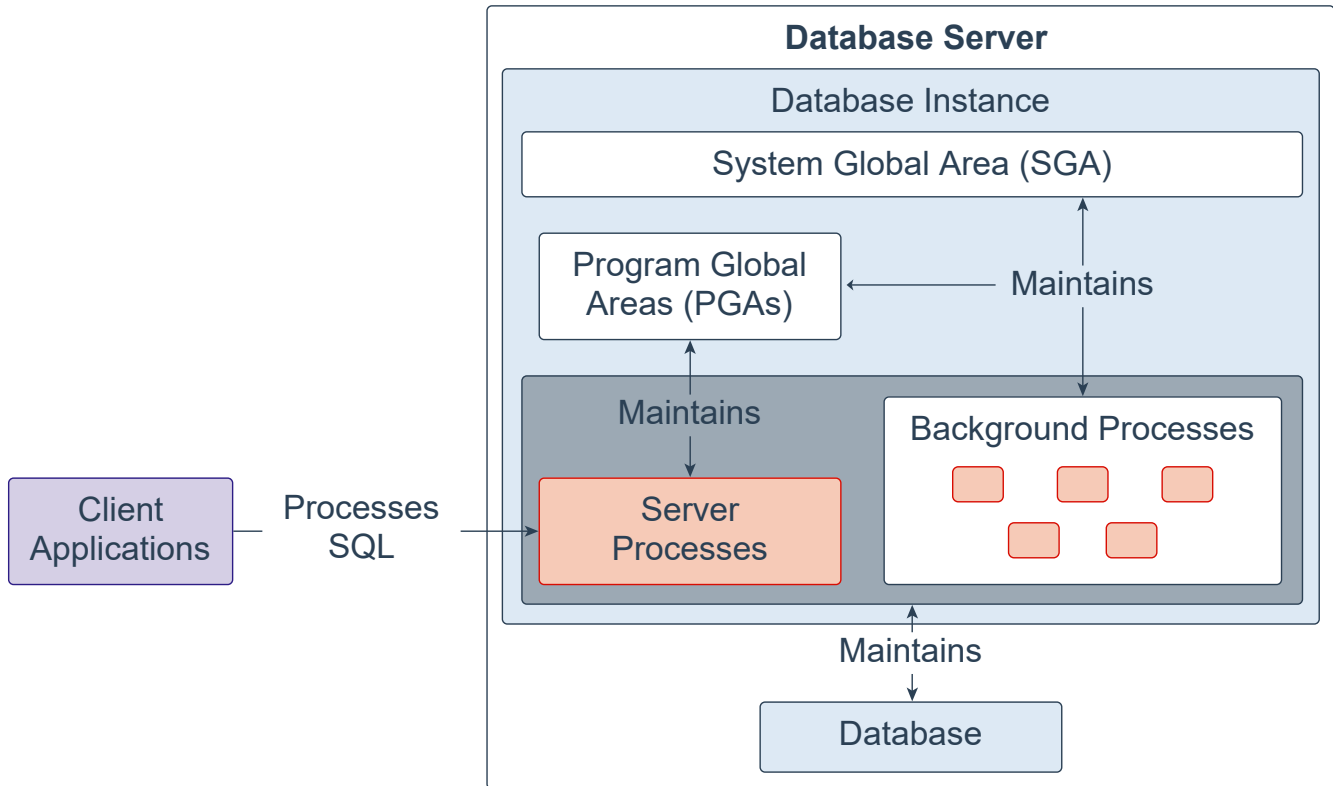 Database Server
Database Instance
System Global Area (SGA)
Program Global
Areas (PGAs)
Maintains
Maintains
Background Processes
Client
Applications
Processes
SQL
Server
Processes
Maintains
Database